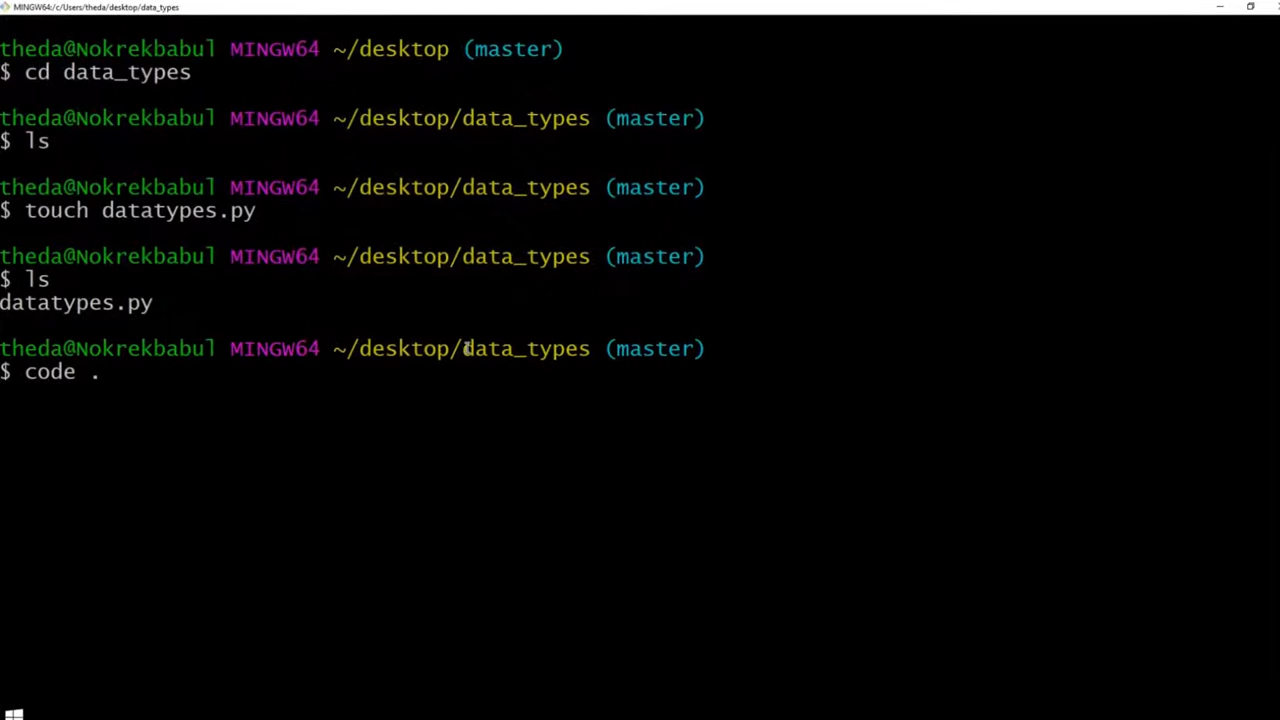 MINGW64:/c/Users/theda/desktop/data_types
theda@Nokrekbabul MINGW64 ~/desktop (master)
$ cd data_types
theda@Nokrekbabul MINGW64 ~/desktop/data_types (master)
$ ls
theda@Nokrekbabul MINGW64 ~/desktop/data_types (master)
$ touch datatypes.py
theda@Nokrekbabul MINGW64 ~/desktop/data_types (master)
$ ls
datatypes.py
theda@Nokrekbabul MINGW64 ~/desktop/data_types (master)
$ code .